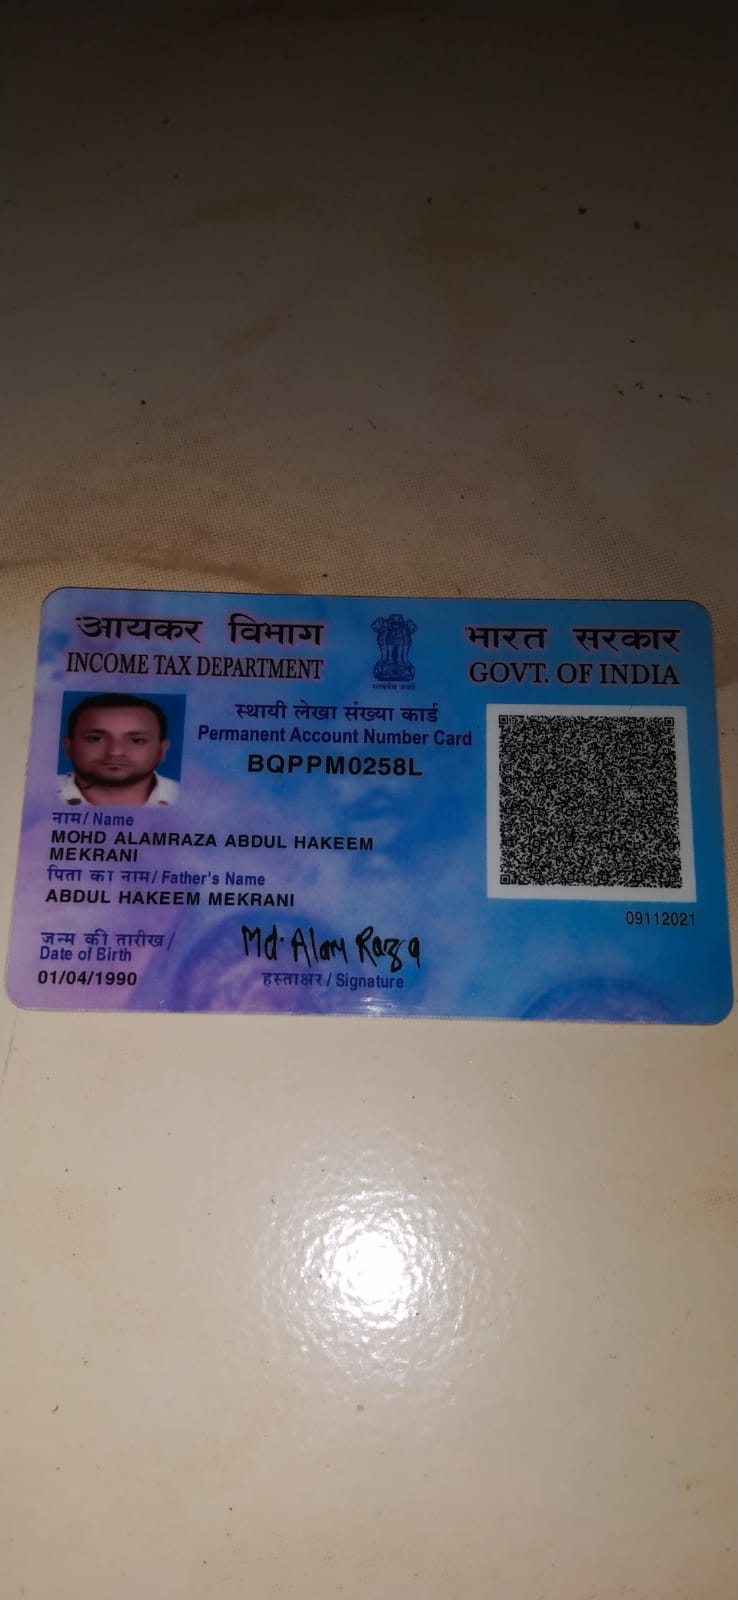 आयकर विभाग
INCOME TAX DEPARTMENT
सत्यमेव जयते
भारत सरकार
GOVT. OF INDIA
स्थायी लेखा संख्या कार्ड
Permanent Account Number Card
BQPPM0258L
नाम/ Name
MOHD ALAMRAZA ABDUL HAKEEM
MEKRANI
पिता का नाम/ Father's Name
ABDUL HAKEEM MEKRANI
09112021
जन्म की तारीख /
Date of Birth
01/04/1990
Md. Alam Raza
हस्ताक्षर / Signature